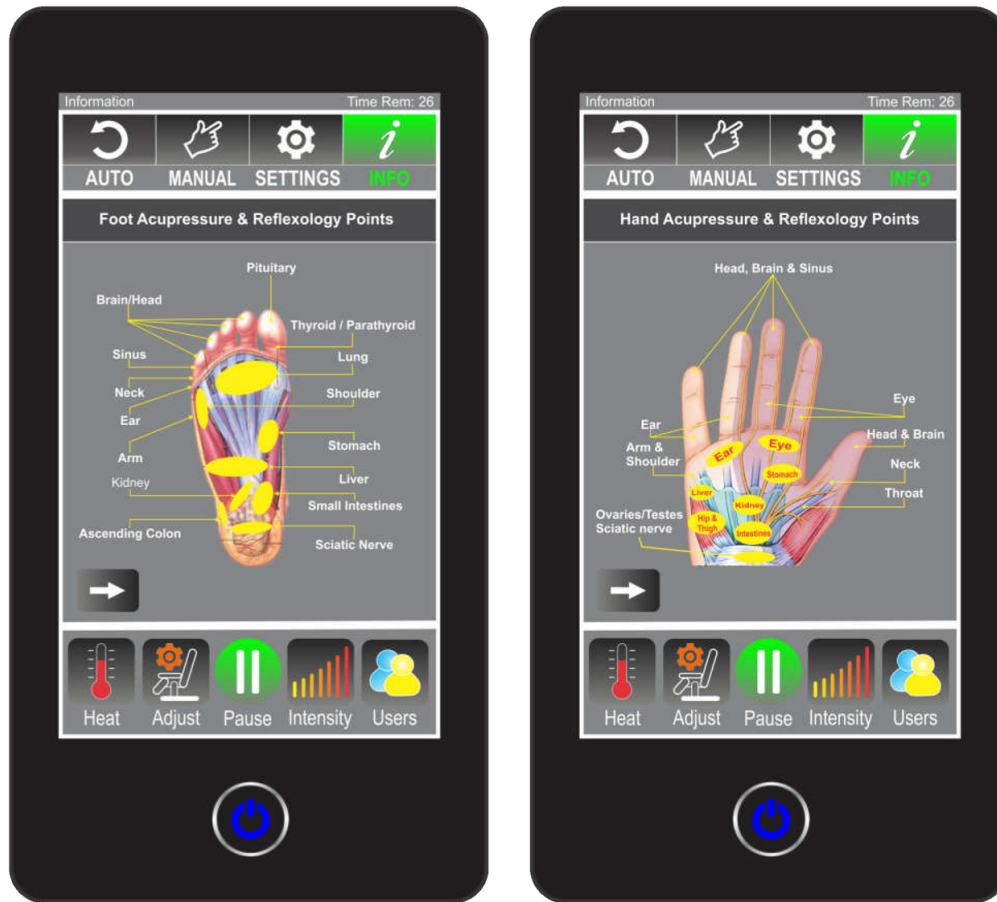 Information Time Rem: 26
AUTO MANUAL SETTINGS INFO
Foot Acupressure & Reflexology Points
Pituitary
Brain/Head
Thyroid / Parathyroid
Sinus
Lung
Neck
Shoulder
Ear
Stomach
Arm
Liver
Kidney
Small Intestines
Ascending Colon
Sciatic Nerve
Heat Adjust Pause Intensity Users
Information Time Rem: 26
AUTO MANUAL SETTINGS INFO
Hand Acupressure & Reflexology Points
Head, Brain & Sinus
Eye
Ear
Head & Brain
Arm &
Shoulder
Neck
Throat
Ear
Eye
Stomach
Liver
Kidney
Hip &
Thigh
Intestines
Ovaries/Testes
Sciatic nerve
Heat Adjust Pause Intensity Users